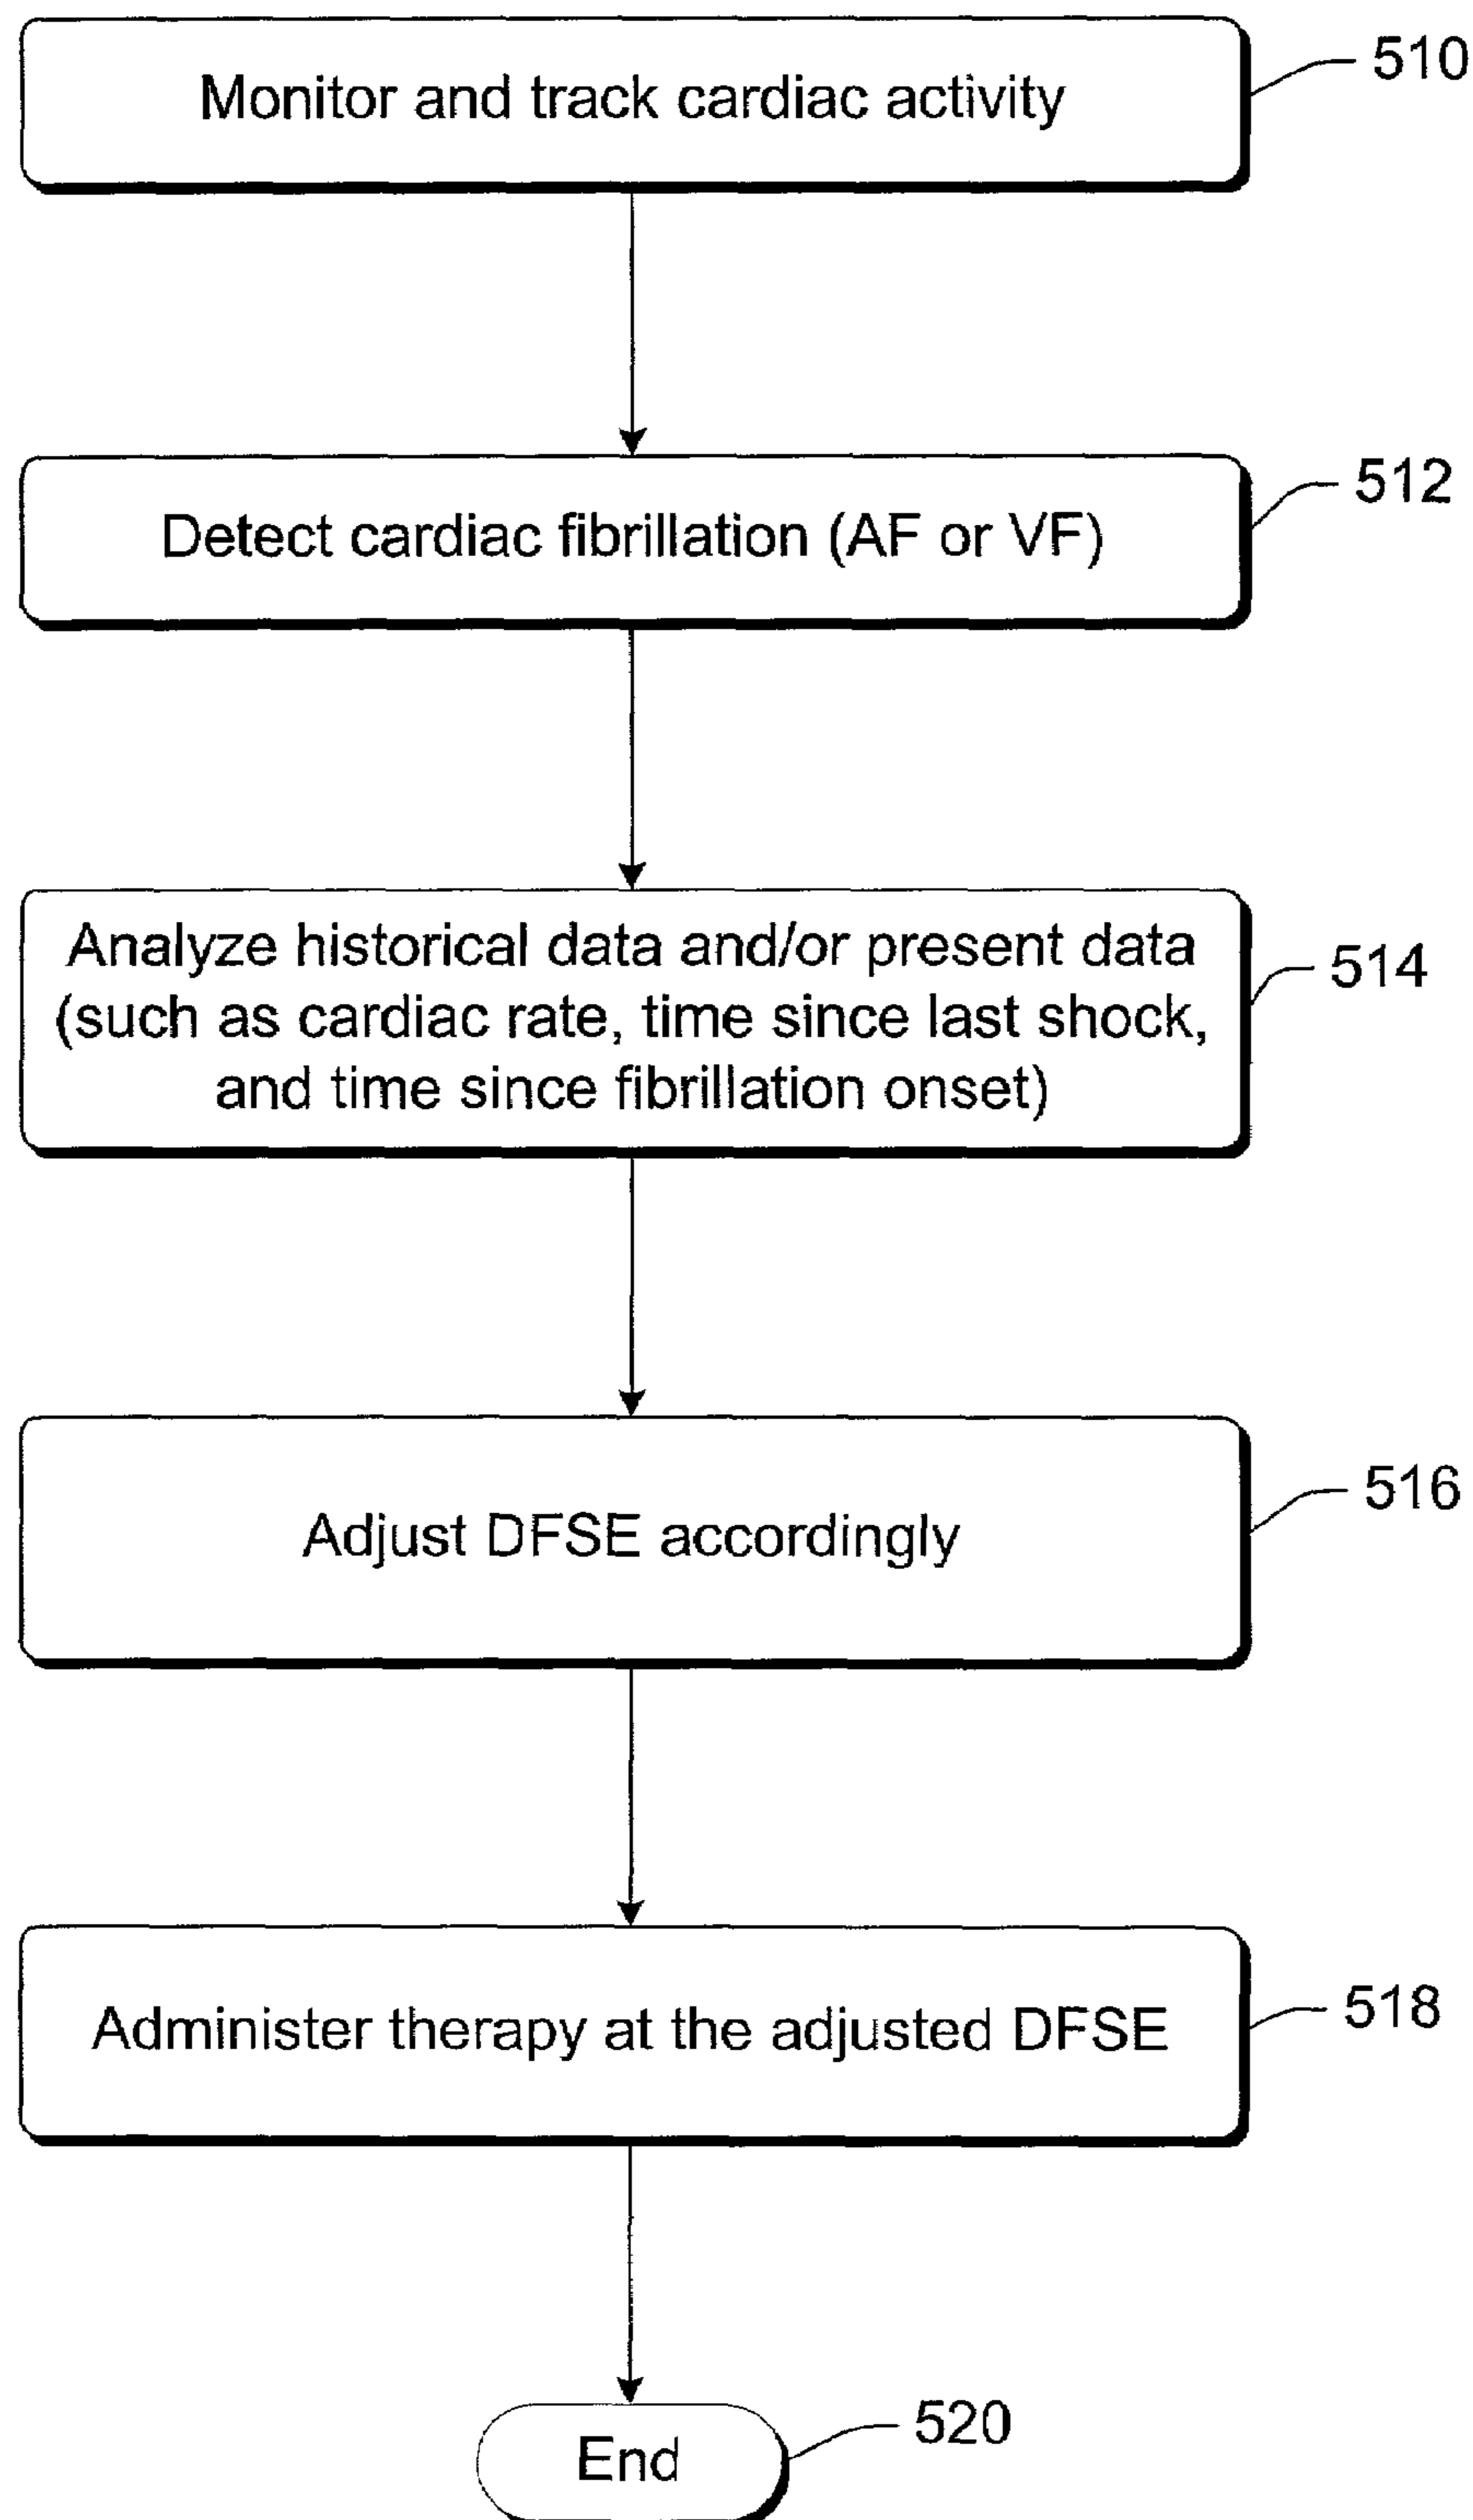 Monitor and track cardiac activity
510
Detect cardiac fibrillation (AF or VF)
512
Analyze historical data and/or present data
(such as cardiac rate, time since last shock,
and time since fibrillation onset)
514
Adjust DFSE accordingly
516
Administer therapy at the adjusted DFSE
518
End
520